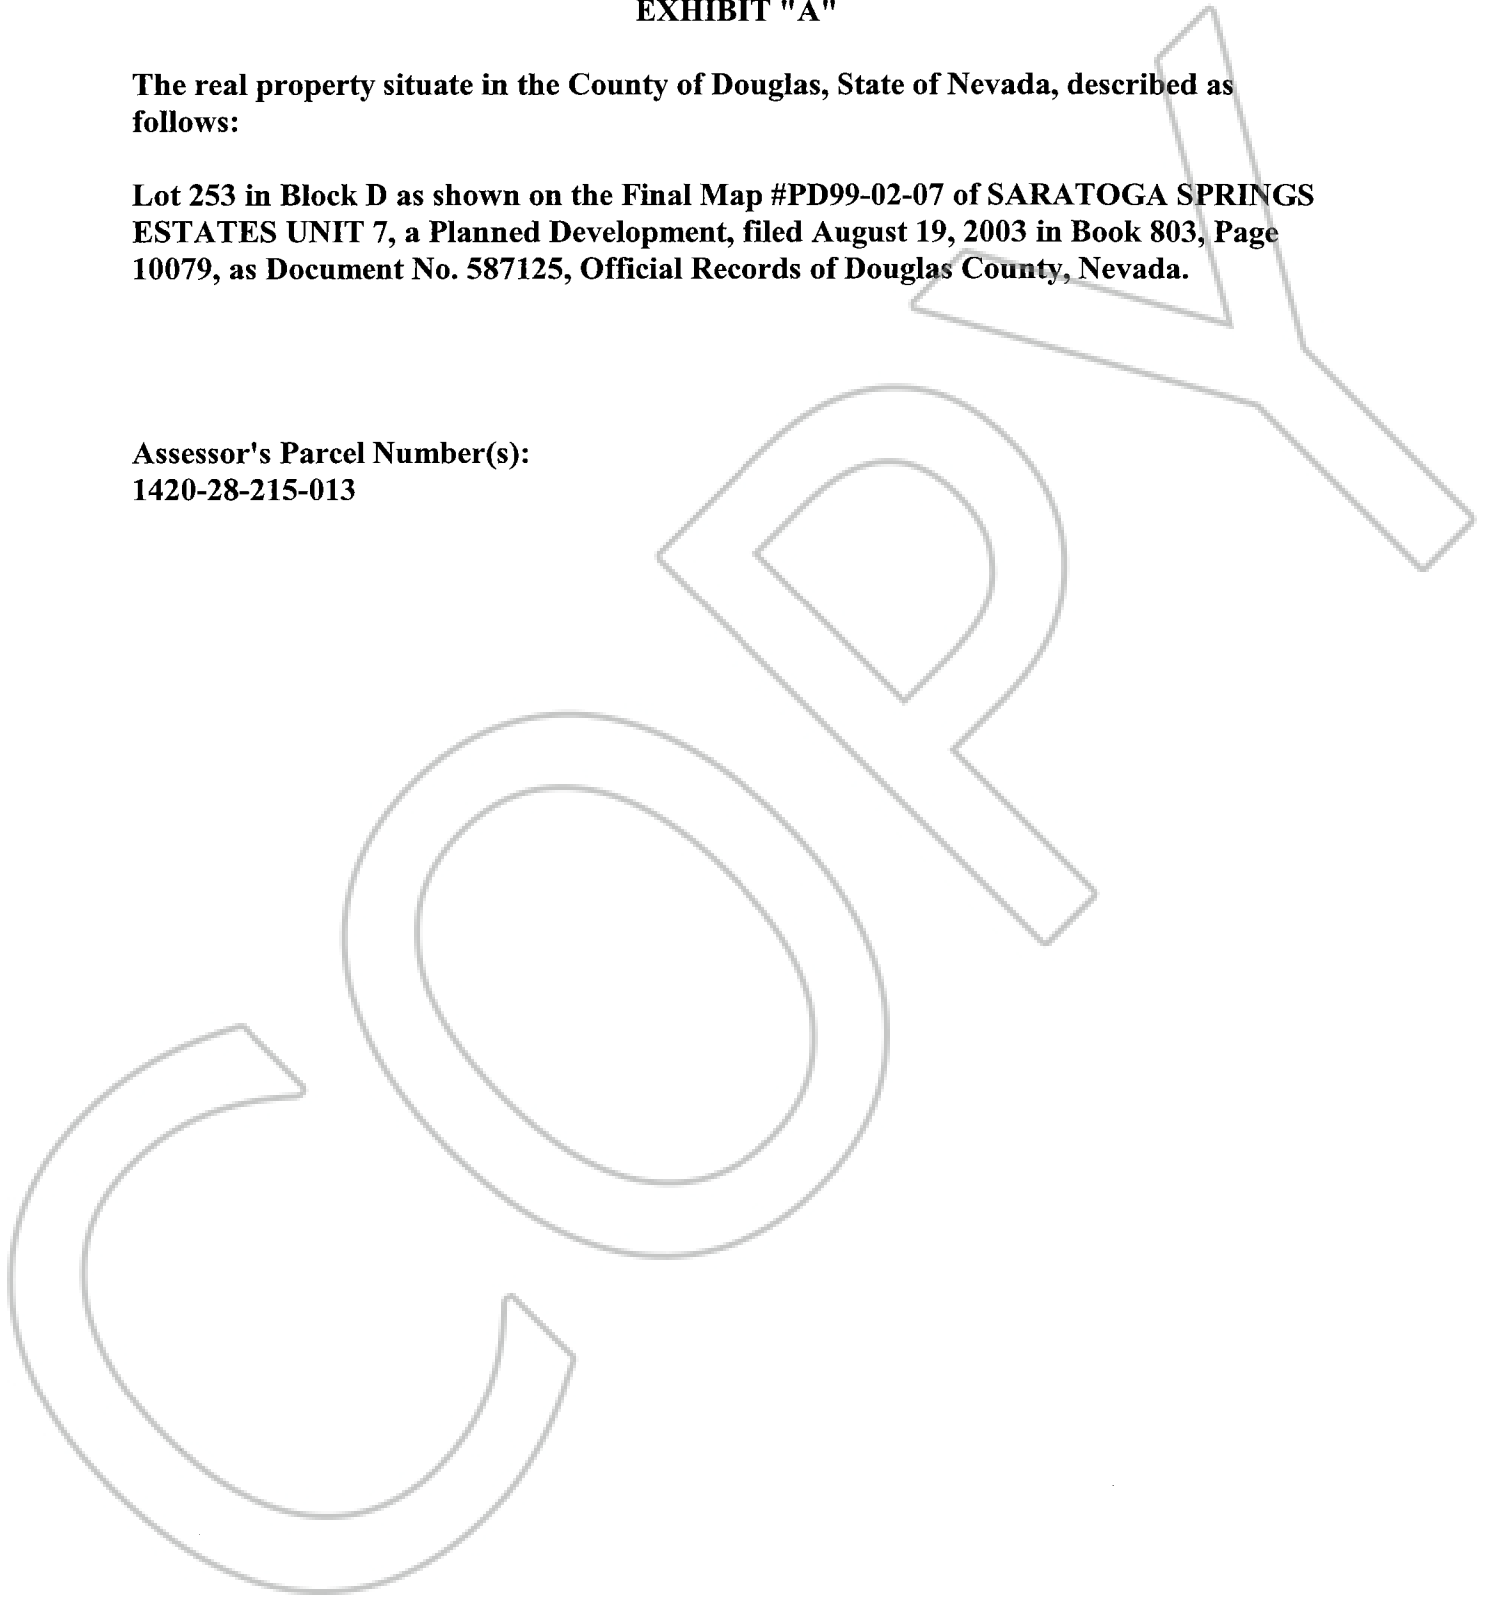 EXHIBIT "A"
The real property situate in the County of Douglas, State of Nevada, described as
follows:
Lot 253 in Block D as shown on the Final Map #PD99-02-07 of SARATOGA SPRINGS
ESTATES UNIT 7, a Planned Development, filed August 19, 2003 in Book 803, Page
10079, as Document No. 587125, Official Records of Douglas County, Nevada.
Assessor's Parcel Number(s):
1420-28-215-013
COPY